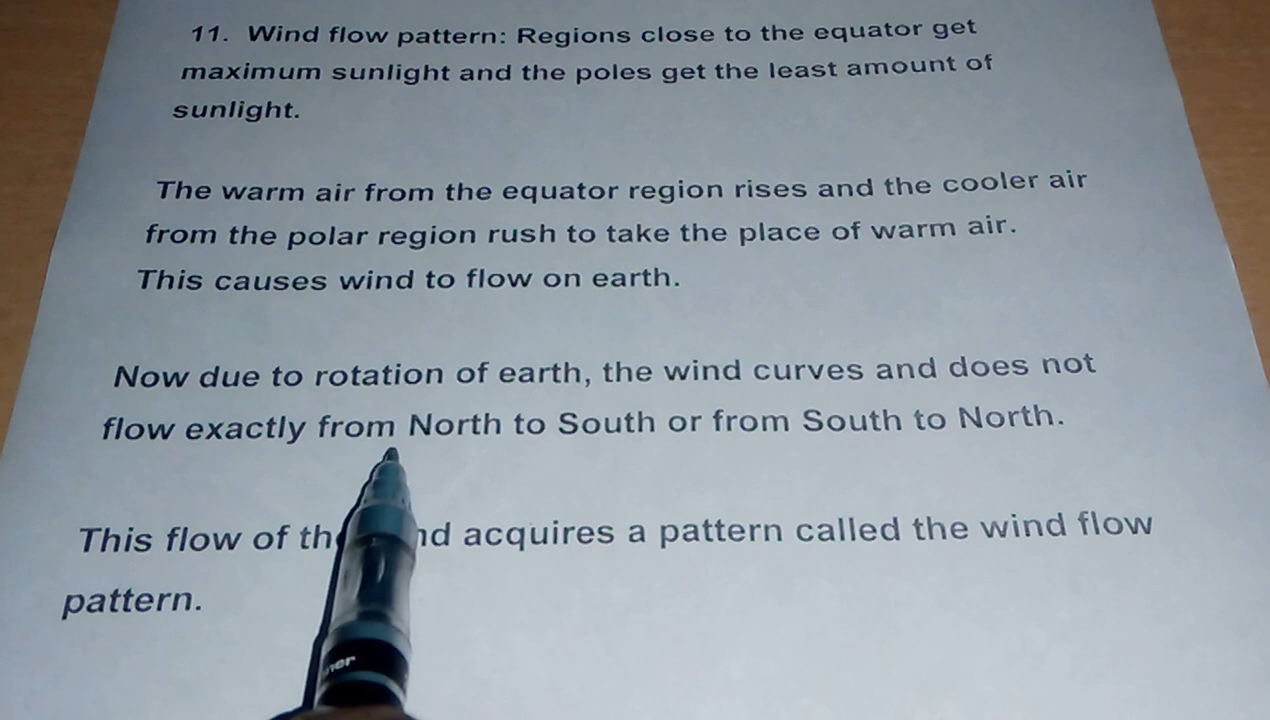 11. Wind flow pattern: Regions close to the equator get
maximum sunlight and the poles get the least amount of
sunlight.
The warm air from the equator region rises and the cooler air
from the polar region rush to take the place of warm air.
This causes wind to flow on earth.
Now due to rotation of earth, the wind curves and does not
flow exactly from North to South or from South to North.
This flow of acquires a pattern called the wind flow
pattern.